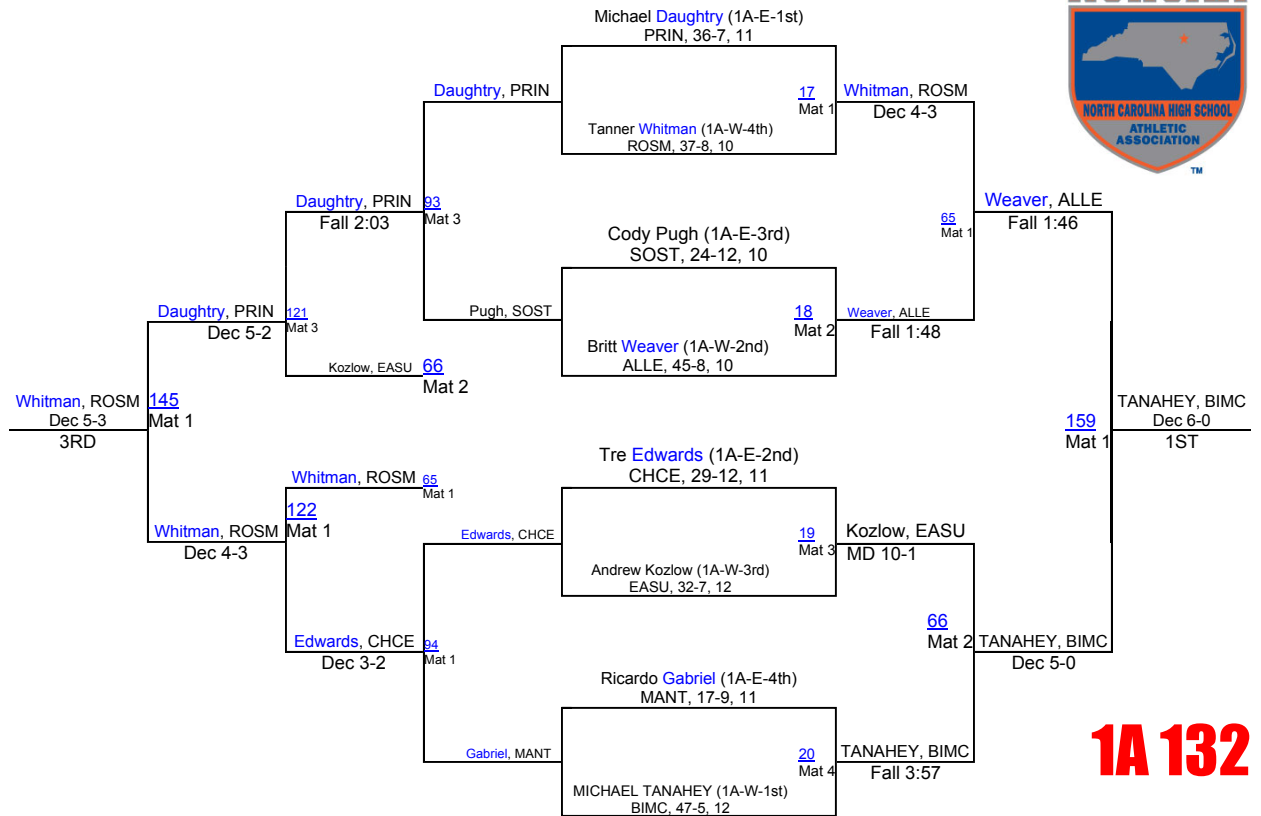 Michael Daughtry (1A-E-1st)
PRIN, 36-7, 11
Daughtry, PRIN
17
Mat 1
Whitman, ROSM
Dec 4-3
Tanner Whitman (1A-W-4th)
ROSM, 37-8, 10
NORTH CAROLINA HIGH SCHOOL
ATHLETIC
ASSOCIATION
TM
Daughtry, PRIN
Fall 2:03
93
Mat 3
65
Mat 1
Weaver, ALLE
Fall 1:46
Cody Pugh (1A-E-3rd)
SOST, 24-12, 10
Daughtry, PRIN
Dec 5-2
121
Mat 3
Pugh, SOST
18
Mat 2
Weaver, ALLE
Fall 1:48
Britt Weaver (1A-W-2nd)
ALLE, 45-8, 10
Kozlow, EASU
66
Mat 2
Whitman, ROSM
Dec 5-3
3RD
145
Mat 1
159
Mat 1
TANAHEY, BIMC
Dec 6-0
1ST
Tre Edwards (1A-E-2nd)
CHCE, 29-12, 11
Whitman, ROSM
65
Mat 1
122
Mat 1
Whitman, ROSM
Dec 4-3
Edwards, CHCE
19
Mat 3
Kozlow, EASU
MD 10-1
Andrew Kozlow (1A-W-3rd)
EASU, 32-7, 12
Edwards, CHCE
Dec 3-2
94
Mat 1
66
Mat 2
TANAHEY, BIMC
Dec 5-0
Ricardo Gabriel (1A-E-4th)
MANT, 17-9, 11
Gabriel, MANT
20
Mat 4
TANAHEY, BIMC
Fall 3:57
MICHAEL TANAHEY (1A-W-1st)
BIMC, 47-5, 12
1A 132